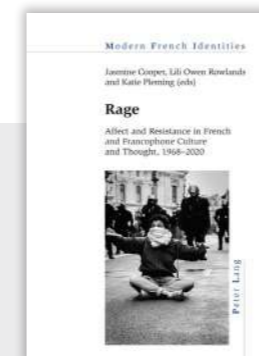 Modern French Identities
Jasmine Cooper, Lili Owen Rowlands
and Katie Pleming (eds)
Rage
Affect and Resistance in French
and Francophone Culture
and Thought, 1968–2020
Peter Lang